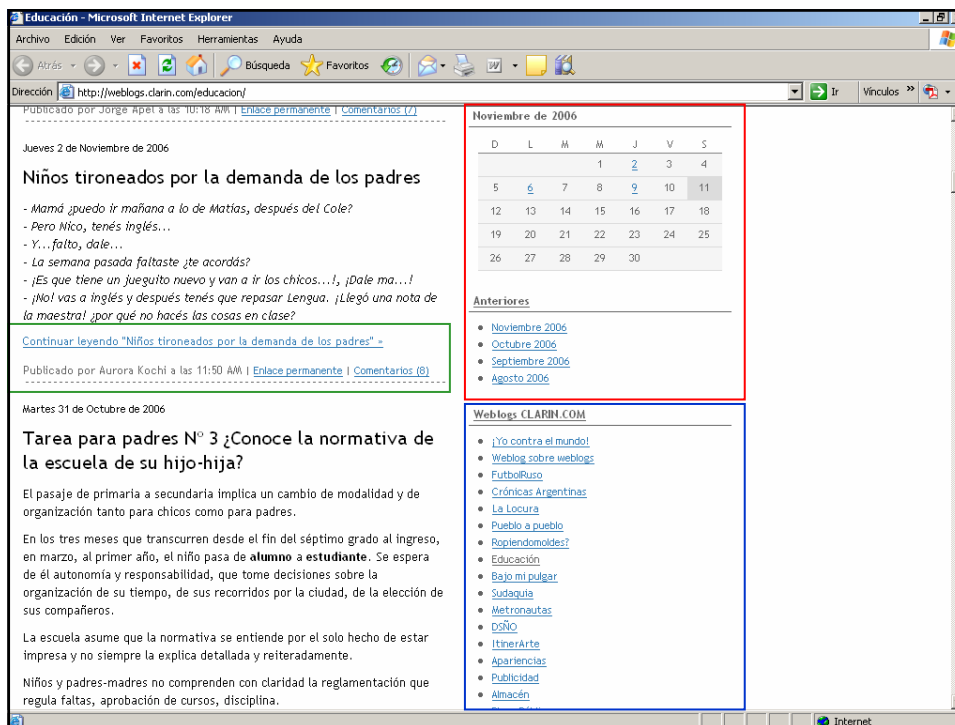 Educación - Microsoft Internet Explorer
Archivo Edición Ver Favoritos Herramientas Ayuda
Atrás Búsqueda Favoritos
Dirección http://weblogs.clarin.com/educacion/ Ir Vínculos »
Publicado por Jorge Apel a las 10:18 AM | Enlace permanente | Comentarios (7)
Jueves 2 de Noviembre de 2006
Niños tironeados por la demanda de los padres
- Mamá ¿puedo ir mañana a lo de Matías, después del Cole?
- Pero Nico, tenés inglés...
- Y...falto, dale...
- La semana pasada faltaste ¿te acordás?
- ¡Es que tiene un jueguito nuevo y van a ir los chicos...!, ¡Dale ma...!
- ¡No! vas a inglés y después tenés que repasar Lengua. ¡Llegó una nota de
la maestra! ¿por qué no hacés las cosas en clase?
Continuar leyendo "Niños tironeados por la demanda de los padres" »
Publicado por Aurora Kochi a las 11:50 AM | Enlace permanente | Comentarios (8)
Martes 31 de Octubre de 2006
Tarea para padres N° 3 ¿Conoce la normativa de
la escuela de su hijo-hija?
El pasaje de primaria a secundaria implica un cambio de modalidad y de
organización tanto para chicos como para padres.
En los tres meses que transcurren desde el fin del séptimo grado al ingreso,
en marzo, al primer año, el niño pasa de alumno a estudiante. Se espera
de él autonomía y responsabilidad, que tome decisiones sobre la
organización de su tiempo, de sus recorridos por la ciudad, de la elección de
sus compañeros.
La escuela asume que la normativa se entiende por el solo hecho de estar
impresa y no siempre la explica detallada y reiteradamente.
Niños y padres-madres no comprenden con claridad la reglamentación que
regula faltas, aprobación de cursos, disciplina.
Noviembre de 2006
D L M M J V S
1 2 3 4
5 6 7 8 9 10 11
12 13 14 15 16 17 18
19 20 21 22 23 24 25
26 27 28 29 30
Anteriores
Noviembre 2006
Octubre 2006
Septiembre 2006
Agosto 2006
Weblogs CLARIN.COM
¡Yo contra el mundo!
Weblog sobre weblogs
FutbolRuso
Crónicas Argentinas
La Locura
Pueblo a pueblo
Ropiendomoldes?
Educación
Bajo mi pulgar
Sudaquia
Metronautas
DSÑO
ItinerArte
Apariencias
Publicidad
Almacén
Internet